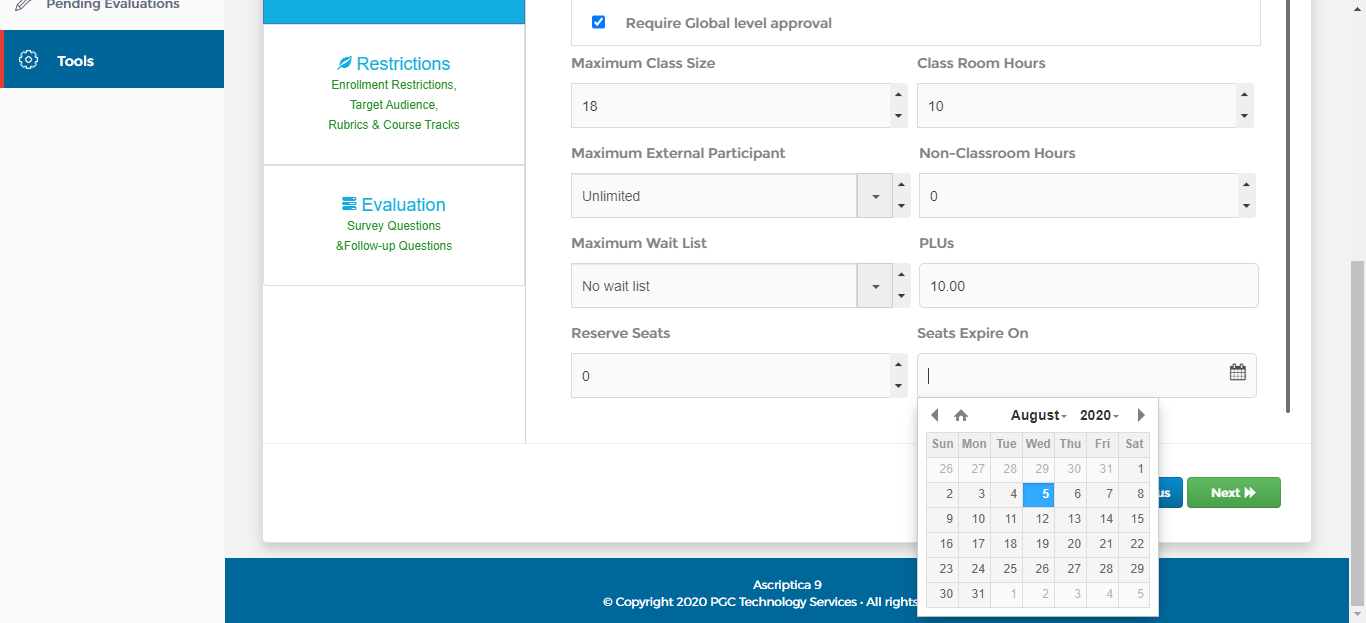 Pending Evaluations
Tools
Restrictions
Enrollment Restrictions,
Target Audience,
Rubrics & Course Tracks
Evaluation
Survey Questions
&Follow-up Questions
Require Global level approval
Maximum Class Size
Class Room Hours
18
10
Maximum External Participant
Non-Classroom Hours
Unlimited
0
Maximum Wait List
PLUs
No wait list
10.00
Reserve Seats
Seats Expire On
0
August 2020
Sun Mon Tue Wed Thu Fri Sat
26 27 28 29 30 31 1
2 3 4 5 6 7 8
9 10 11 12 13 14 15
16 17 18 19 20 21 22
23 24 25 26 27 28 29
30 31 1 2 3 4 5
us
Next
Ascriptica 9
© Copyright 2020 PGC Technology Services · All rights